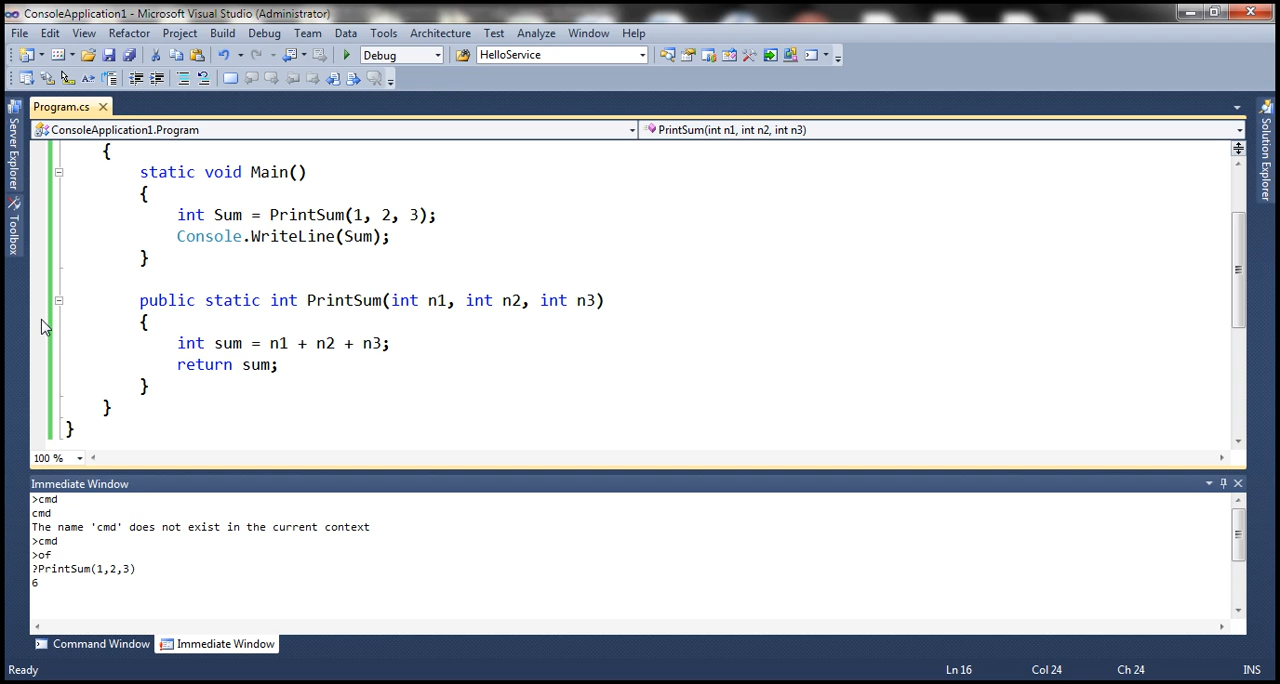 ConsoleApplication1 - Microsoft Visual Studio (Administrator)
File Edit View Refactor Project Build Debug Team Data Tools Architecture Test Analyze Window Help
Debug HelloService
Program.cs
ConsoleApplication1.Program PrintSum(int n1, int n2, int n3)
Server Explorer
Toolbox
Solution Explorer
{
static void Main()
{
int Sum = PrintSum(1, 2, 3);
Console.WriteLine(Sum);
}
public static int PrintSum(int n1, int n2, int n3)
{
int sum = n1 + n2 + n3;
return sum;
}
}
}
100 %
Immediate Window
>cmd
cmd
The name 'cmd' does not exist in the current context
>cmd
>of
?PrintSum(1,2,3)
6
Command Window Immediate Window
Ready Ln 16 Col 24 Ch 24 INS